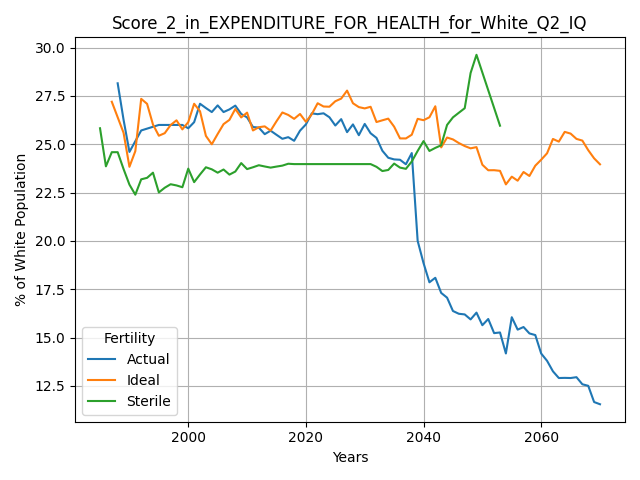 Score_2_in_EXPENDITURE_FOR_HEALTH_for_White_Q2_IQ
30.0
27.5
25.0
22.5
20.0
17.5
15.0
12.5
% of White Population
Fertility
Actual
Ideal
Sterile
2000 2020 2040 2060
Years